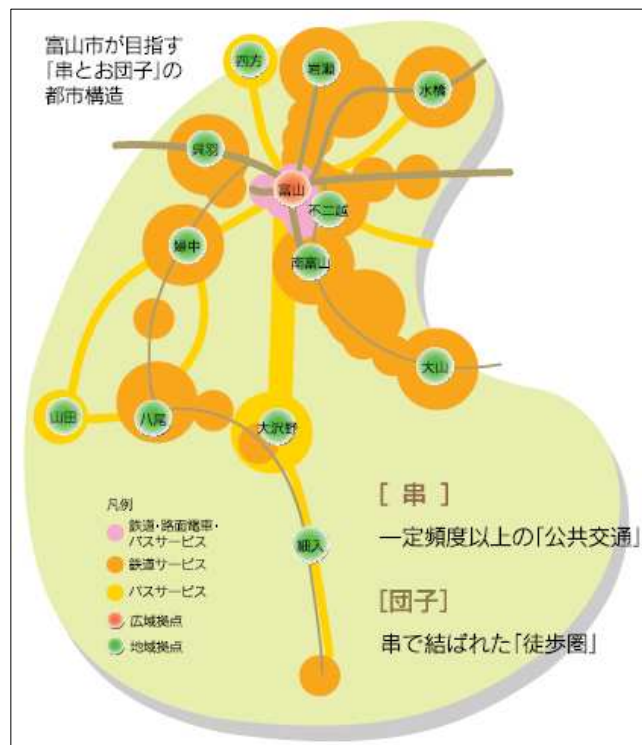 富山市が目指す
「串とお団子」の
都市構造
四方
岩瀬
水橋
呉羽
富山
不二越
婦中
南富山
大山
山田
八尾
大沢野
細入
凡例
鉄道・路面電車・
バスサービス
鉄道サービス
バスサービス
広域拠点
地域拠点
[ 串 ]
一定頻度以上の「公共交通」
[団子]
串で結ばれた「徒歩圏」